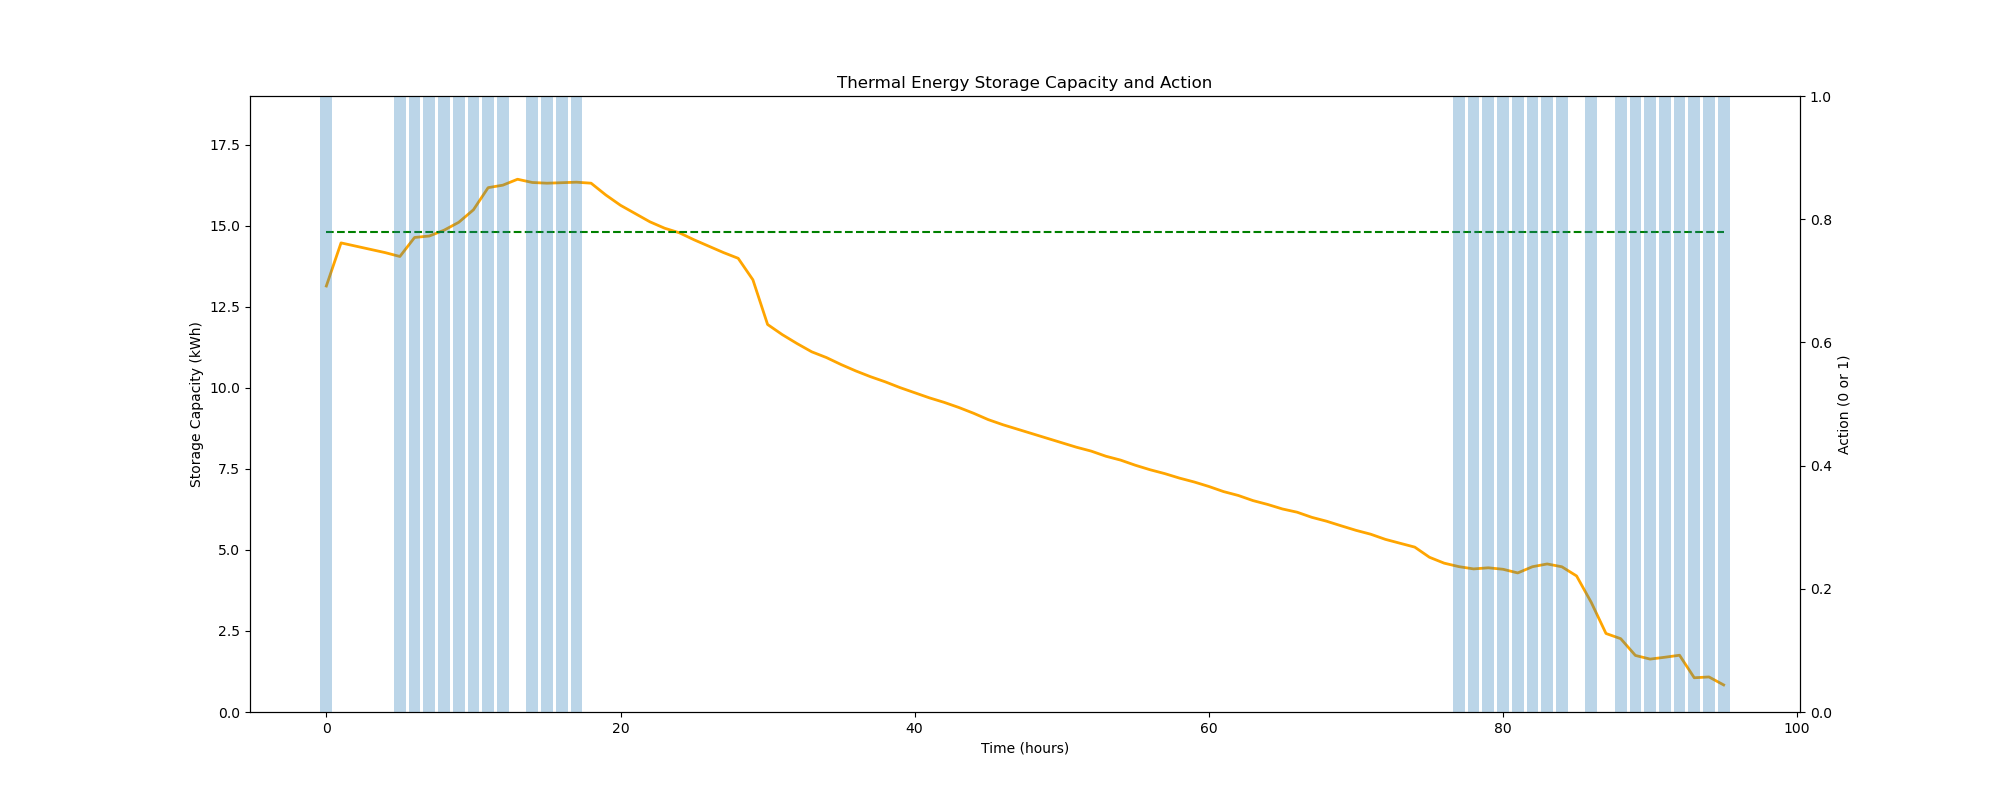 Thermal Energy Storage Capacity and Action
Storage Capacity (kWh)
17.5
15.0
12.5
10.0
7.5
5.0
2.5
0.0
1.0
0.8
0.6
0.4
0.2
0.0
Action (0 or 1)
0 20 40 60 80 100
Time (hours)